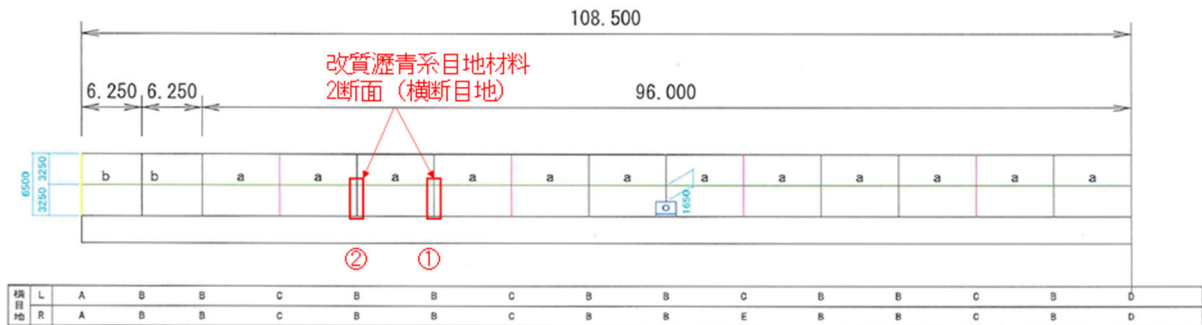 108.500
改質瀝青系目地材料
2断面（横断目地）
6.250 6.250 96.000
6500 3250 3250
b b a a a a a a a a a a a a
1650
② ①
横目地
L A B B C B B C B B C B B C B D
R A B B C B B C B B E B B C B D